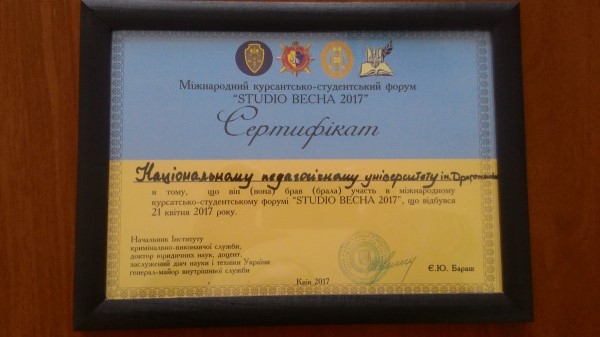 Міжнародний курсантсько-студентський форум
“STUDIO ВЕСНА 2017”
Сертифікат
Національному педагогічному університету ім.
в тому, що він (вона) брав (брала) участь в міжнародному
курсатсько-студентському форумі “STUDIO ВЕСНА 2017”, що відбувся
21 квітня 2017 року.
Начальник Інституту
кримінально-виконавчої служби,
доктор юридичних наук, доцент,
заслужений діяч науки і техніки України
генерал-майор внутрішньої служби
Є.Ю. Бараш
Київ 2017